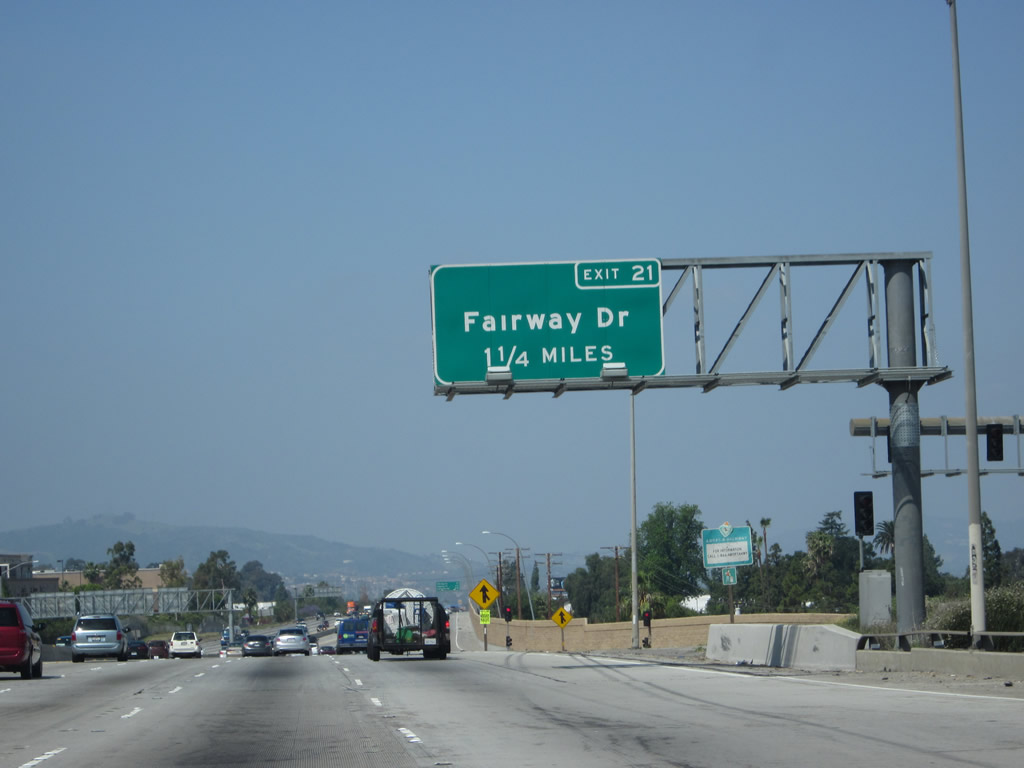 EXIT 21
Fairway Dr
1 1/4 MILES